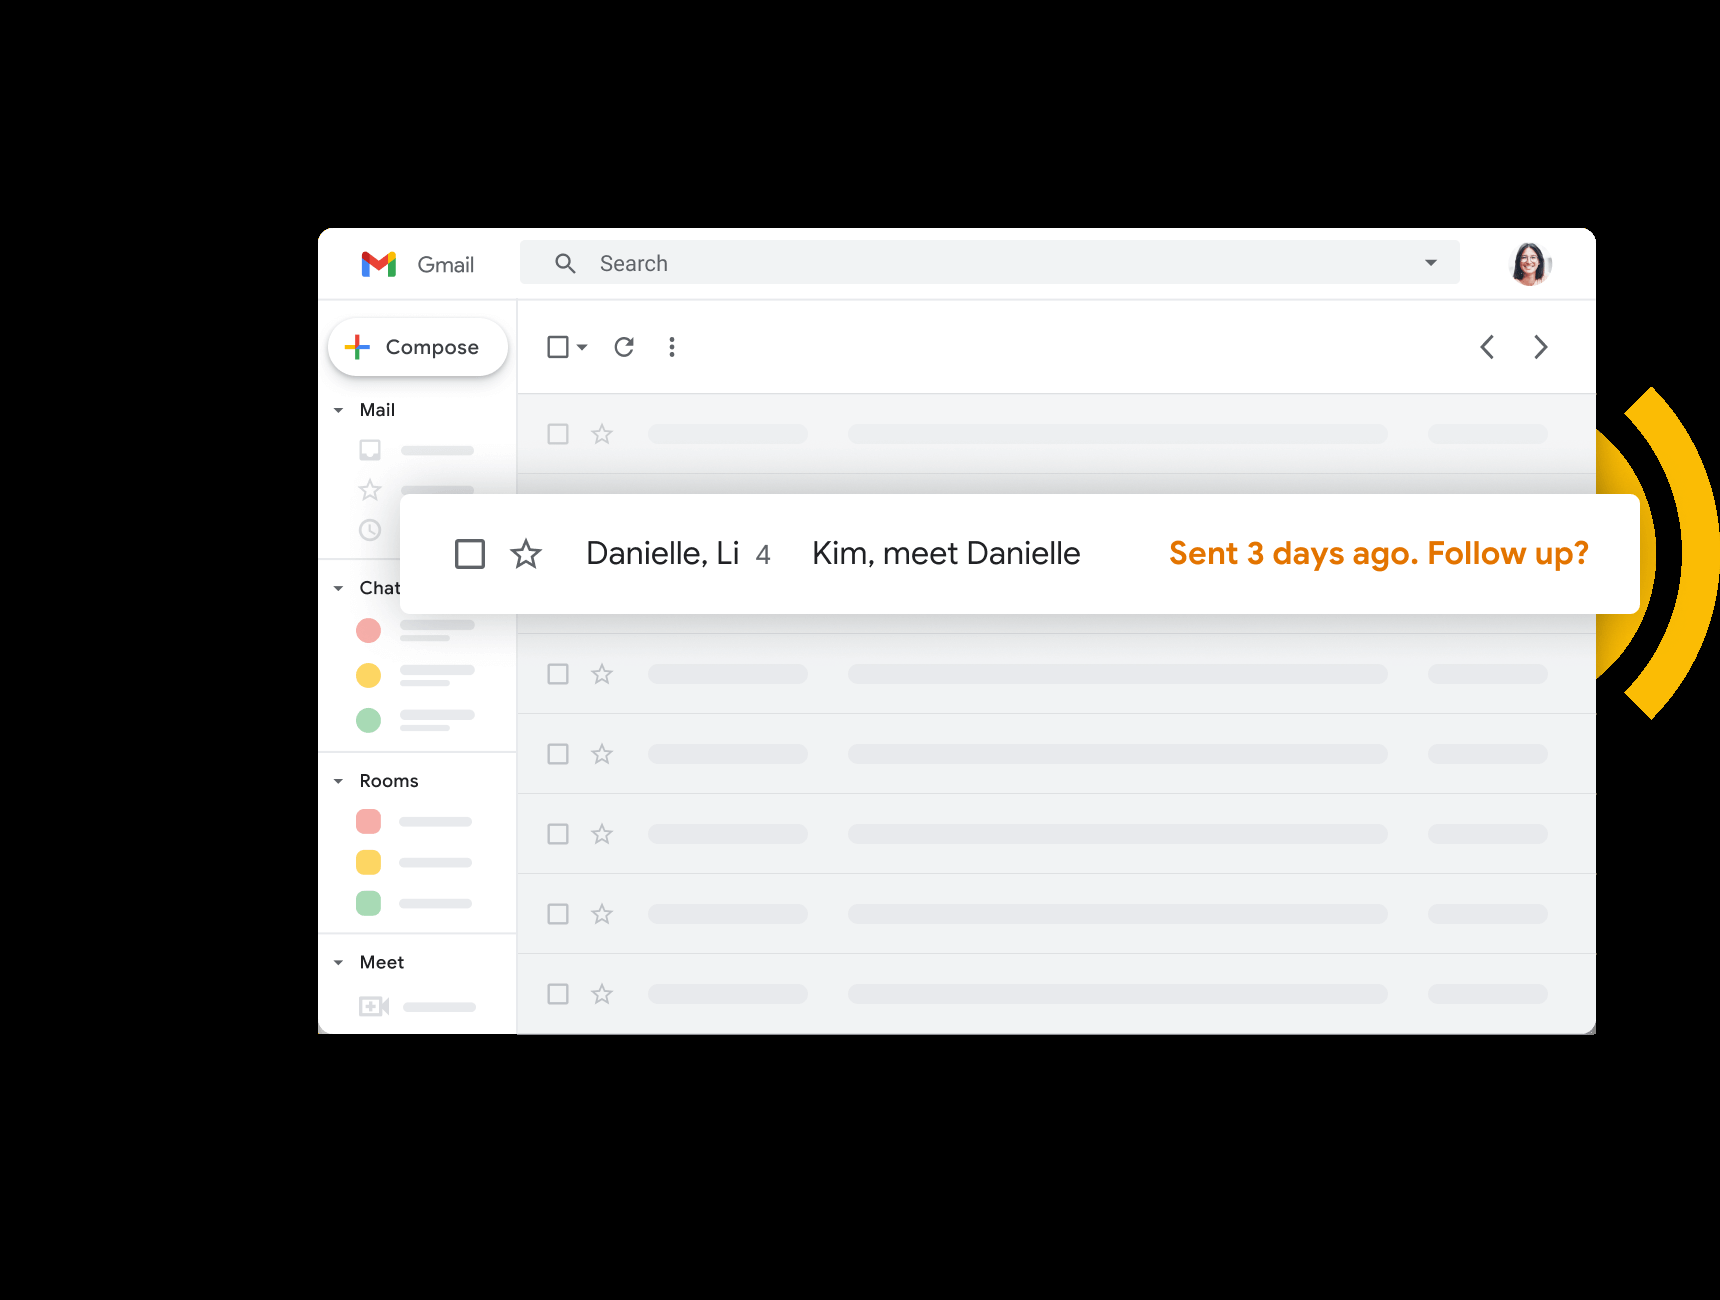 Gmail
Search
Compose
Mail
Danielle, Li 4 Kim, meet Danielle Sent 3 days ago. Follow up?
Chat
Rooms
Meet